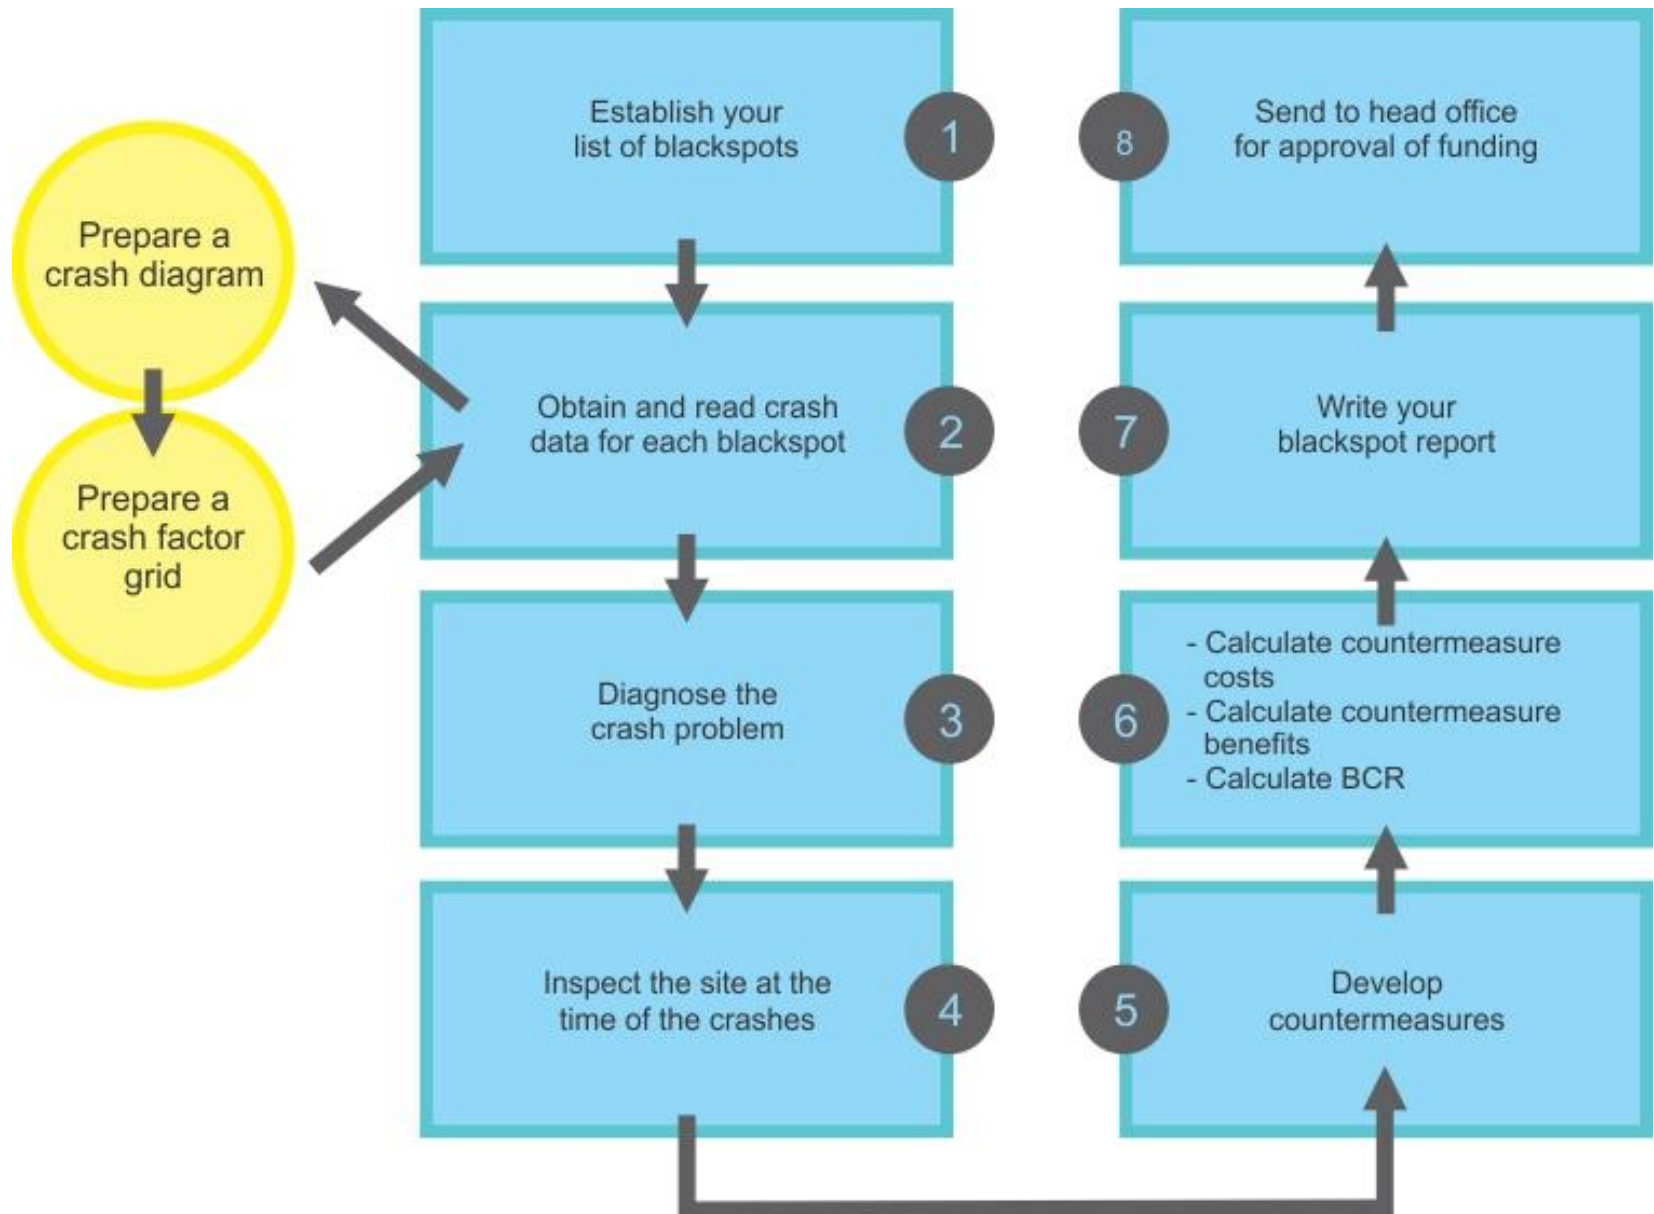 Establish your
list of blackspots
1
Prepare a
crash diagram
Prepare a
crash factor
grid
Obtain and read crash
data for each blackspot
2
Diagnose the
crash problem
3
Inspect the site at the
time of the crashes
4
5
Develop
countermeasures
6
- Calculate countermeasure
costs
- Calculate countermeasure
benefits
- Calculate BCR
7
Write your
blackspot report
8
Send to head office
for approval of funding